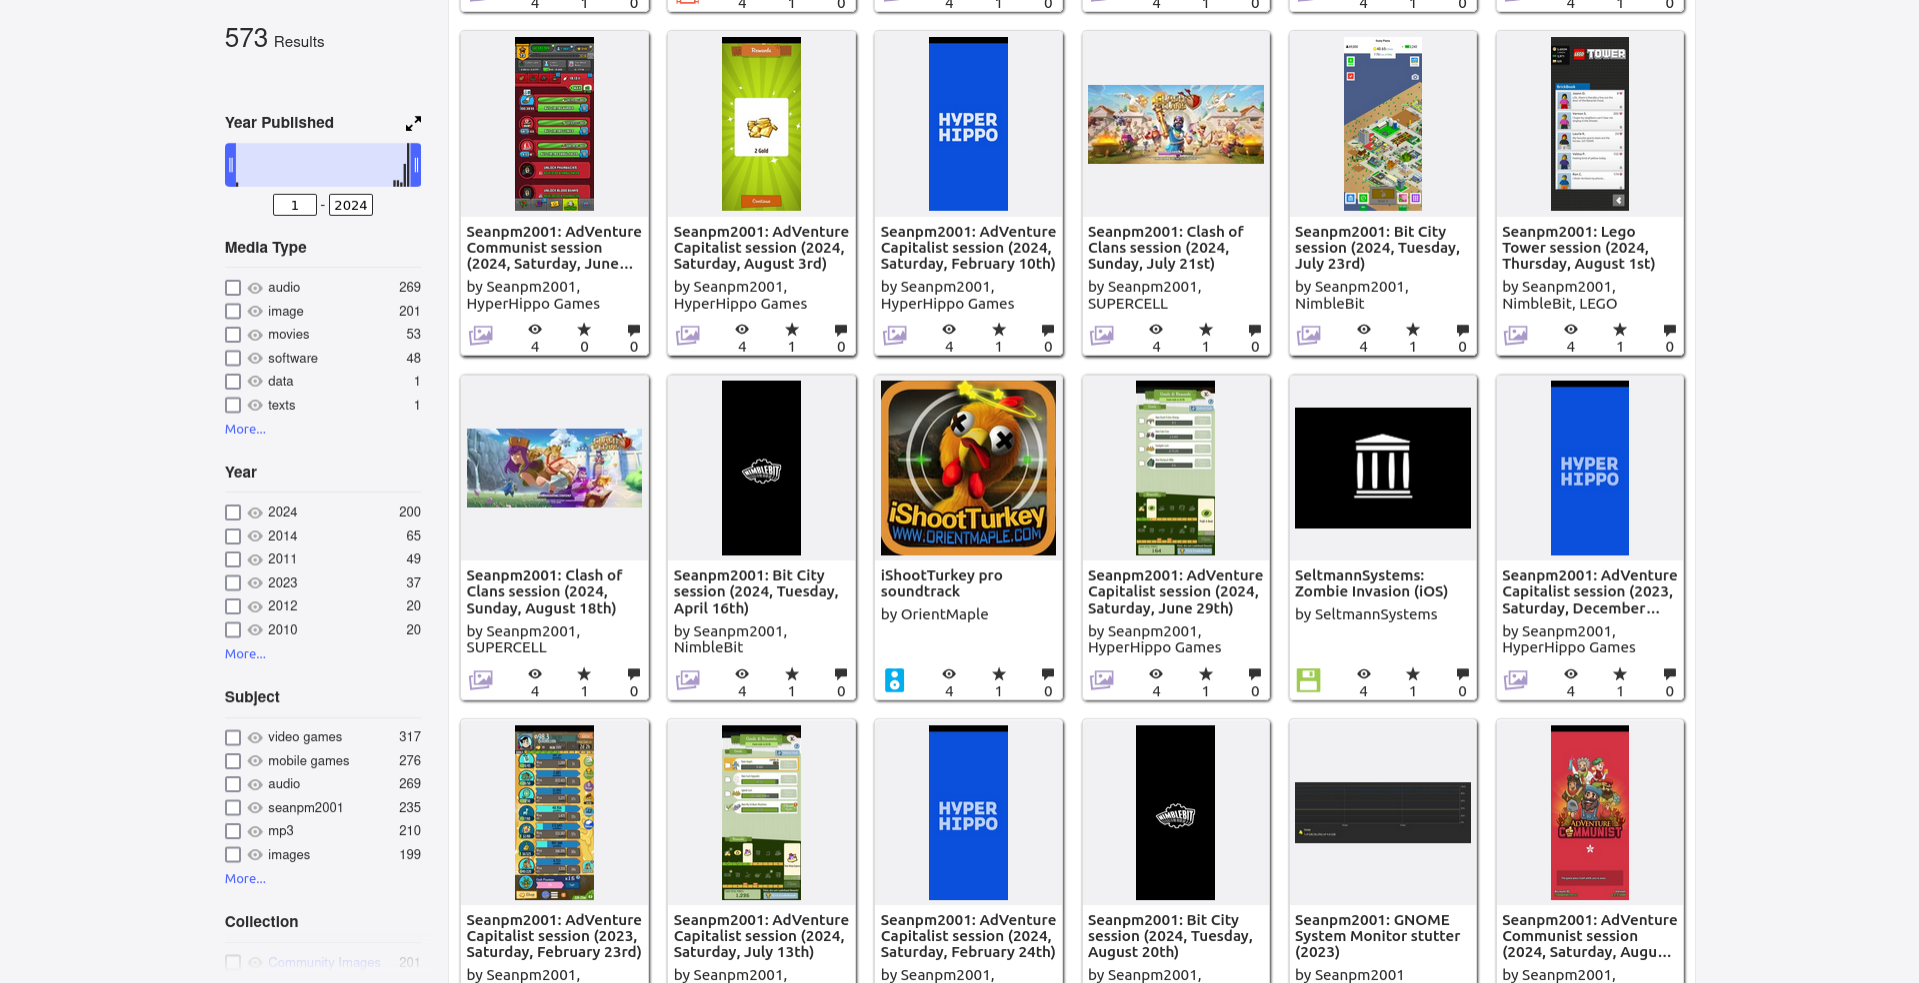 573 Results
Year Published
1 - 2024
Media Type
audio 269
image 201
movies 53
software 48
data 1
texts 1
More...
Year
2024 200
2014 65
2011 49
2023 37
2012 20
2010 20
More...
Subject
video games 317
mobile games 276
audio 269
seanpm2001 235
mp3 210
images 199
More...
Collection
Community Images 201
4 1 0
4 1 0
4 1 0
4 1 0
4 1 0
4 1 0
Seanpm2001: AdVenture
Communist session
(2024, Saturday, June...
by Seanpm2001,
HyperHippo Games
4 0 0
Rewards
2 Gold
Continue
Seanpm2001: AdVenture
Capitalist session (2024,
Saturday, August 3rd)
by Seanpm2001,
HyperHippo Games
4 1 0
HYPER
HIPPO
Seanpm2001: AdVenture
Capitalist session (2024,
Saturday, February 10th)
by Seanpm2001,
HyperHippo Games
4 1 0
Seanpm2001: Clash of
Clans session (2024,
Sunday, July 21st)
by Seanpm2001,
SUPERCELL
4 1 0
Seanpm2001: Bit City
session (2024, Tuesday,
July 23rd)
by Seanpm2001,
NimbleBit
4 1 0
LEGO TOWER
BrickBook
Seanpm2001: Lego
Tower session (2024,
Thursday, August 1st)
by Seanpm2001,
NimbleBit, LEGO
4 1 0
Seanpm2001: Clash of
Clans session (2024,
Sunday, August 18th)
by Seanpm2001,
SUPERCELL
4 1 0
NIMBLEBIT
Seanpm2001: Bit City
session (2024, Tuesday,
April 16th)
by Seanpm2001,
NimbleBit
4 1 0
iShootTurkey
WWW.ORIENTMAPLE.COM
iShootTurkey pro
soundtrack
by OrientMaple
4 1 0
Seanpm2001: AdVenture
Capitalist session (2024,
Saturday, June 29th)
by Seanpm2001,
HyperHippo Games
4 1 0
SeltmannSystems:
Zombie Invasion (iOS)
by SeltmannSystems
4 1 0
HYPER
HIPPO
Seanpm2001: AdVenture
Capitalist session (2023,
Saturday, December...
by Seanpm2001,
HyperHippo Games
4 1 0
Seanpm2001: AdVenture
Capitalist session (2023,
Saturday, February 23rd)
by Seanpm2001,
Seanpm2001: AdVenture
Capitalist session (2024,
Saturday, July 13th)
by Seanpm2001,
HYPER
HIPPO
Seanpm2001: AdVenture
Capitalist session (2024,
Saturday, February 24th)
by Seanpm2001,
NIMBLEBIT
Seanpm2001: Bit City
session (2024, Tuesday,
August 20th)
by Seanpm2001,
Seanpm2001: GNOME
System Monitor stutter
(2023)
by Seanpm2001
ADVENTURE
COMMUNIST
Seanpm2001: AdVenture
Communist session
(2024, Saturday, Augu...
by Seanpm2001,